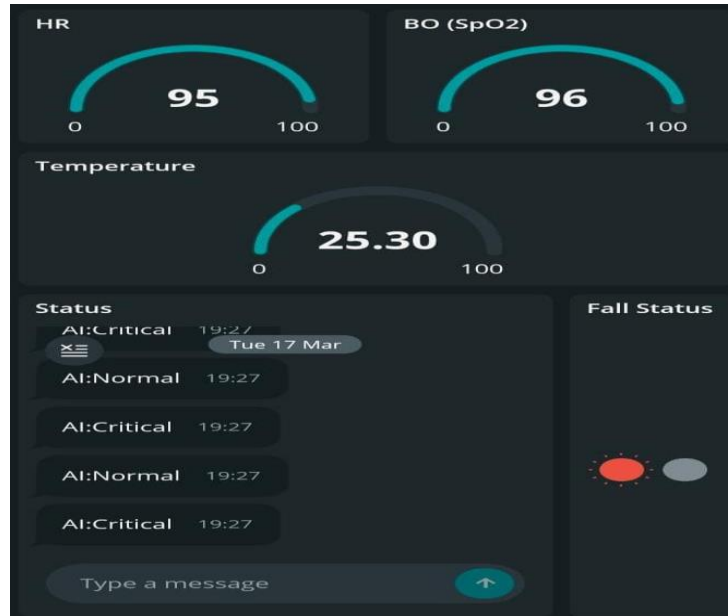 HR
95
0 100
BO (SpO2)
96
0 100
Temperature
25.30
0 100
Status
AI:Critical 19:27
Tue 17 Mar
AI:Normal 19:27
AI:Critical 19:27
AI:Normal 19:27
AI:Critical 19:27
Type a message
Fall Status